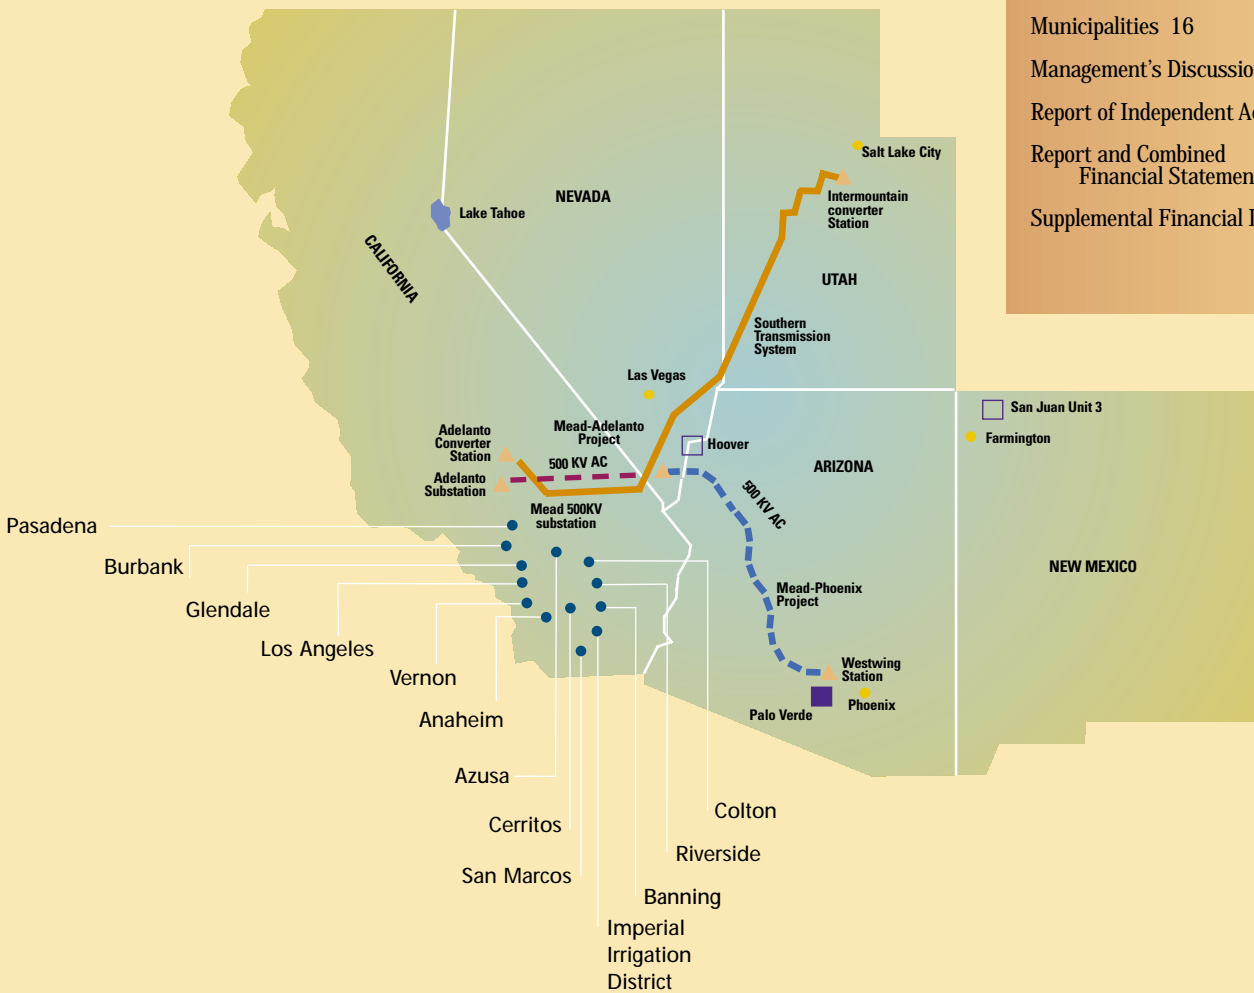 Municipalities 16
Management's Discussion
Report of Independent A
Report and Combined
Financial Statemen
Supplemental Financial
Salt Lake City
Intermountain
converter
Station
NEVADA
Lake Tahoe
CALIFORNIA
UTAH
Southern
Transmission
System
Las Vegas
San Juan Unit 3
Farmington
Adelanto
Converter
Station
Mead-Adelanto
Project
Hoover
500 KV AC
ARIZONA
Adelanto
Substation
Mead 500KV
substation
500 KV AC
NEW MEXICO
Mead-Phoenix
Project
Westwing
Station
Palo Verde
Phoenix
Pasadena
Burbank
Glendale
Los Angeles
Vernon
Anaheim
Azusa
Cerritos
San Marcos
Colton
Riverside
Banning
Imperial
Irrigation
District